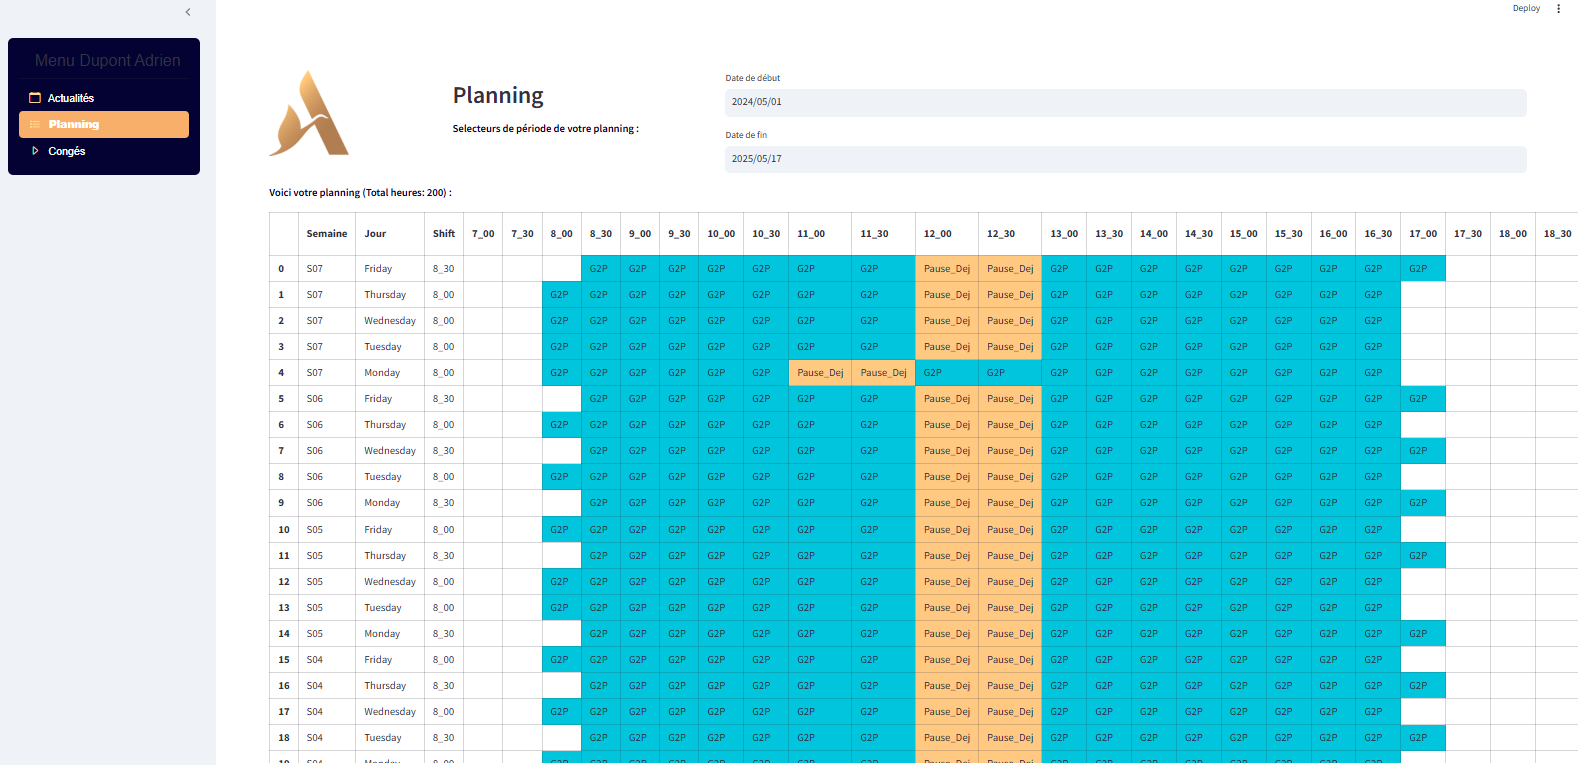 Deploy
Menu Dupont Adrien
Actualités
Planning
Congés
Planning
Selecteurs de période de votre planning :
Date de début
2024/05/01
Date de fin
2025/05/17
Voici votre planning (Total heures: 200) :
Semaine Jour Shift 7_00 7_30 8_00 8_30 9_00 9_30 10_00 10_30 11_00 11_30 12_00 12_30 13_00 13_30 14_00 14_30 15_00 15_30 16_00 16_30 17_00 17_30 18_00 18_30
0 S07 Friday 8_30 G2P G2P G2P G2P G2P G2P G2P Pause_Dej Pause_Dej G2P G2P G2P G2P G2P G2P G2P G2P G2P
1 S07 Thursday 8_00 G2P G2P G2P G2P G2P G2P G2P G2P Pause_Dej Pause_Dej G2P G2P G2P G2P G2P G2P G2P G2P
2 S07 Wednesday 8_00 G2P G2P G2P G2P G2P G2P G2P G2P Pause_Dej Pause_Dej G2P G2P G2P G2P G2P G2P G2P G2P
3 S07 Tuesday 8_00 G2P G2P G2P G2P G2P G2P G2P G2P Pause_Dej Pause_Dej G2P G2P G2P G2P G2P G2P G2P G2P
4 S07 Monday 8_00 G2P G2P G2P G2P G2P G2P Pause_Dej Pause_Dej G2P G2P G2P G2P G2P G2P G2P G2P G2P G2P
5 S06 Friday 8_30 G2P G2P G2P G2P G2P G2P G2P Pause_Dej Pause_Dej G2P G2P G2P G2P G2P G2P G2P G2P G2P
6 S06 Thursday 8_00 G2P G2P G2P G2P G2P G2P G2P G2P Pause_Dej Pause_Dej G2P G2P G2P G2P G2P G2P G2P G2P
7 S06 Wednesday 8_30 G2P G2P G2P G2P G2P G2P G2P Pause_Dej Pause_Dej G2P G2P G2P G2P G2P G2P G2P G2P G2P
8 S06 Tuesday 8_00 G2P G2P G2P G2P G2P G2P G2P G2P Pause_Dej Pause_Dej G2P G2P G2P G2P G2P G2P G2P G2P
9 S06 Monday 8_30 G2P G2P G2P G2P G2P G2P G2P Pause_Dej Pause_Dej G2P G2P G2P G2P G2P G2P G2P G2P G2P
10 S05 Friday 8_00 G2P G2P G2P G2P G2P G2P G2P G2P Pause_Dej Pause_Dej G2P G2P G2P G2P G2P G2P G2P G2P
11 S05 Thursday 8_30 G2P G2P G2P G2P G2P G2P G2P Pause_Dej Pause_Dej G2P G2P G2P G2P G2P G2P G2P G2P G2P
12 S05 Wednesday 8_00 G2P G2P G2P G2P G2P G2P G2P G2P Pause_Dej Pause_Dej G2P G2P G2P G2P G2P G2P G2P G2P
13 S05 Tuesday 8_00 G2P G2P G2P G2P G2P G2P G2P G2P Pause_Dej Pause_Dej G2P G2P G2P G2P G2P G2P G2P G2P
14 S05 Monday 8_30 G2P G2P G2P G2P G2P G2P G2P Pause_Dej Pause_Dej G2P G2P G2P G2P G2P G2P G2P G2P G2P
15 S04 Friday 8_00 G2P G2P G2P G2P G2P G2P G2P G2P Pause_Dej Pause_Dej G2P G2P G2P G2P G2P G2P G2P G2P
16 S04 Thursday 8_30 G2P G2P G2P G2P G2P G2P G2P Pause_Dej Pause_Dej G2P G2P G2P G2P G2P G2P G2P G2P G2P
17 S04 Wednesday 8_00 G2P G2P G2P G2P G2P G2P G2P G2P Pause_Dej Pause_Dej G2P G2P G2P G2P G2P G2P G2P G2P
18 S04 Tuesday 8_30 G2P G2P G2P G2P G2P G2P G2P Pause_Dej Pause_Dej G2P G2P G2P G2P G2P G2P G2P G2P G2P